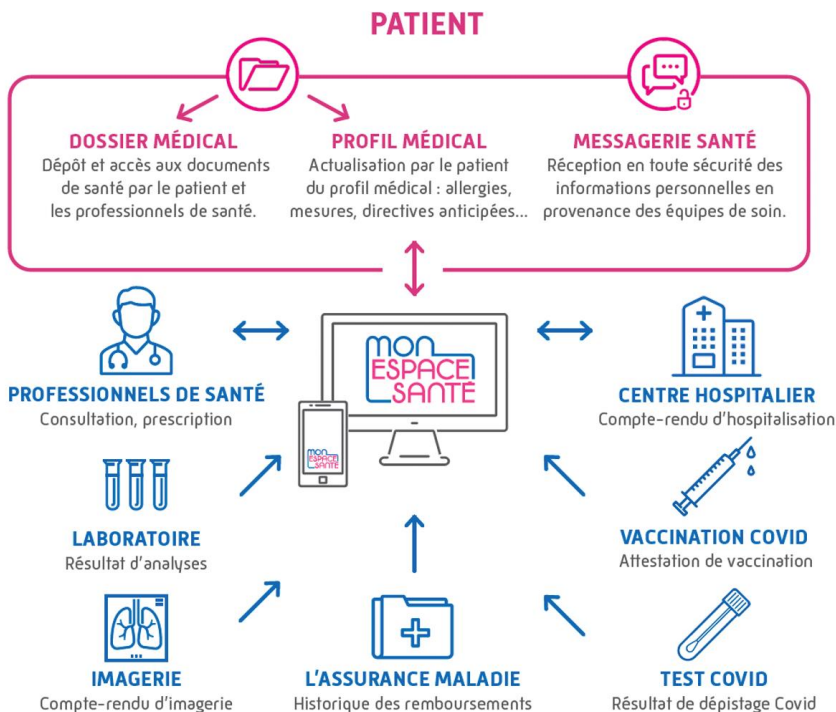 PATIENT
DOSSIER MÉDICAL
Dépôt et accès aux documents
de santé par le patient et
les professionnels de santé.
PROFIL MÉDICAL
Actualisation par le patient
du profil médical : allergies,
mesures, directives anticipées...
MESSAGERIE SANTÉ
Réception en toute sécurité des
informations personnelles en
provenance des équipes de soin.
PROFESSIONNELS DE SANTÉ
Consultation, prescription
mon
ESPACE
SANTÉ
mon
ESPACE
SANTÉ
CENTRE HOSPITALIER
Compte-rendu d'hospitalisation
LABORATOIRE
Résultat d'analyses
VACCINATION COVID
Attestation de vaccination
IMAGERIE
Compte-rendu d'imagerie
L'ASSURANCE MALADIE
Historique des remboursements
TEST COVID
Résultat de dépistage Covid